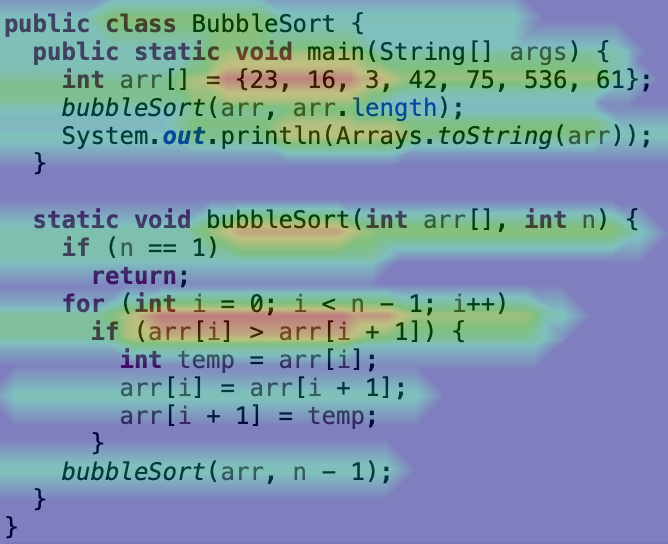 public class BubbleSort {
  public static void main(String[] args) {
    int arr[] = {23, 16, 3, 42, 75, 536, 61};
    bubbleSort(arr, arr.length);
    System.out.println(Arrays.toString(arr));
  }

  static void bubbleSort(int arr[], int n) {
    if (n == 1)
      return;
    for (int i = 0; i < n - 1; i++)
      if (arr[i] > arr[i + 1]) {
        int temp = arr[i];
        arr[i] = arr[i + 1];
        arr[i + 1] = temp;
      }
    bubbleSort(arr, n - 1);
  }
}